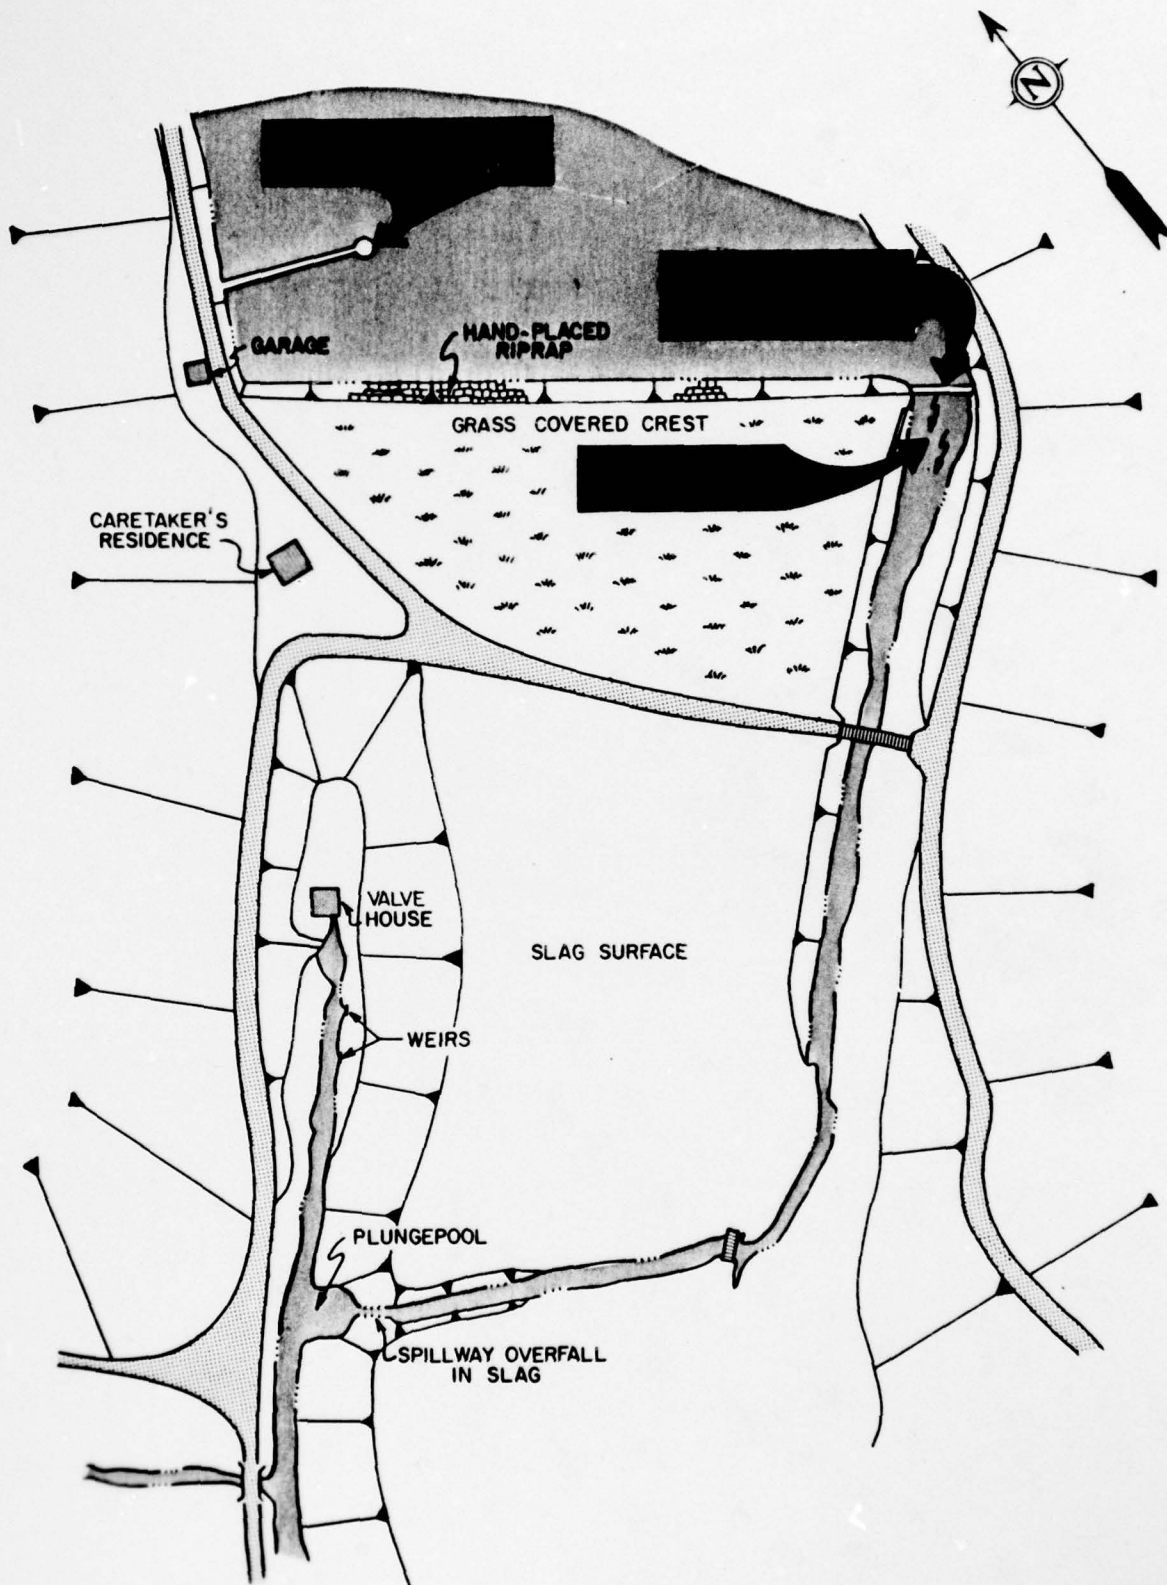 N
GARAGE
HAND-PLACED
RIPRAP
GRASS COVERED CREST
CARETAKER'S
RESIDENCE
VALVE
HOUSE
SLAG SURFACE
WEIRS
PLUNGEPOOL
SPILLWAY OVERFALL
IN SLAG